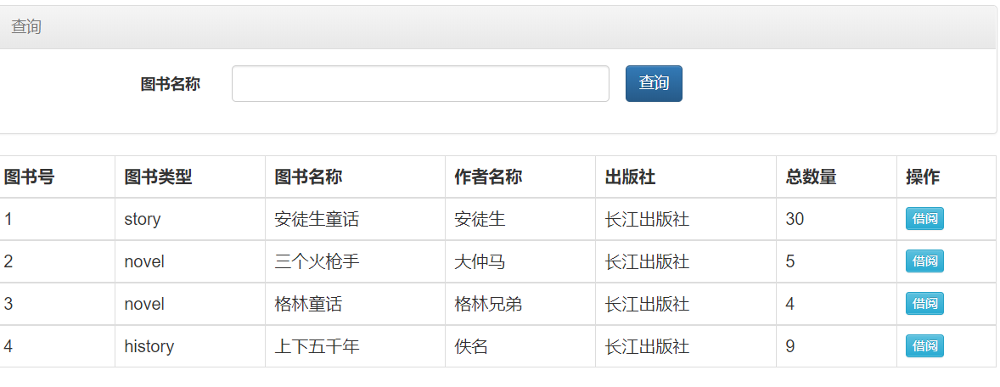 查询
图书名称 查询
图书号 图书类型 图书名称 作者名称 出版社 总数量 操作
1 story 安徒生童话 安徒生 长江出版社 30 借阅
2 novel 三个火枪手 大仲马 长江出版社 5 借阅
3 novel 格林童话 格林兄弟 长江出版社 4 借阅
4 history 上下五千年 佚名 长江出版社 9 借阅